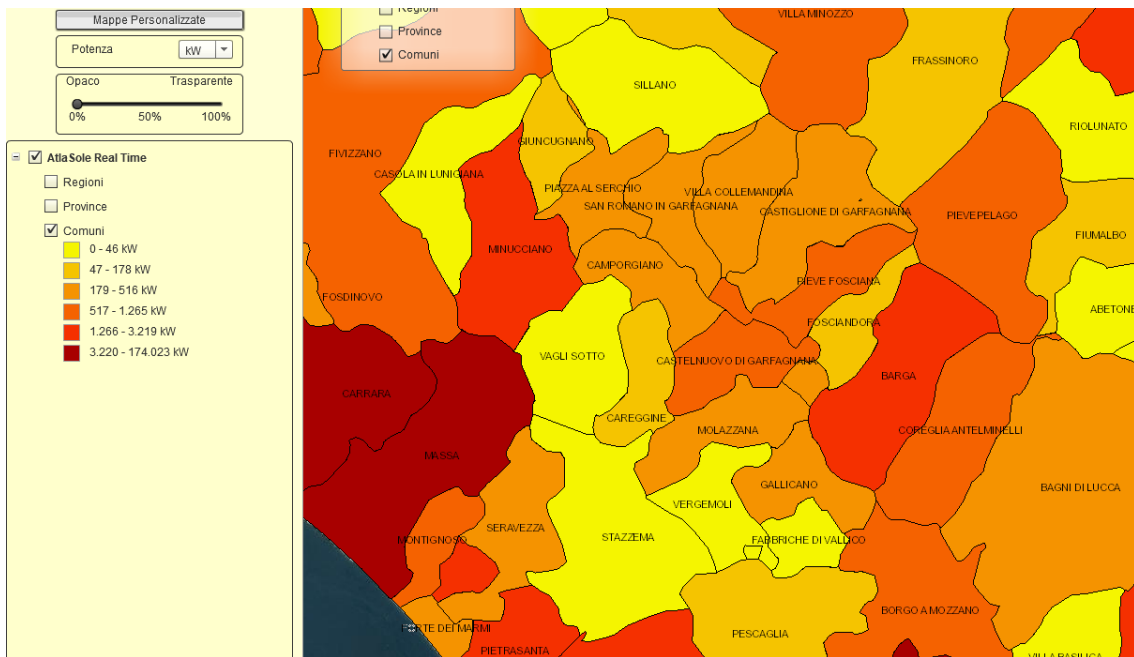 Mappe Personalizzate
Potenza
kW
Opaco Trasparente
0% 50% 100%
AtlaSole Real Time
Regioni
Province
Comuni
0 - 46 kW
47 - 178 kW
179 - 516 kW
517 - 1.265 kW
1.266 - 3.219 kW
3.220 - 174.023 kW
Regioni
Province
Comuni
VILLA MINOZZO
FRASSINORO
SILLANO
RIOLUNATO
GIUNCUGNANO
FIVIZZANO
CASOLA IN LUNIGIANA
PIAZZA AL SERCHIO
VILLA COLLEMANDINA
SAN ROMANO IN GARFAGNANA
CASTIGLIONE DI GARFAGNANA
PIEVEPELAGO
FIUMALBO
MINUCCIANO
CAMPORGIANO
PIEVE FOSCIANA
FOSDINOVO
ABETONE
FOSCIANDORA
VAGLI SOTTO
CASTELNUOVO DI GARFAGNANA
BARGA
CARRARA
CAREGGINE
MOLAZZANA
COREGLIA ANTELMINELLI
MASSA
GALLICANO
BAGNI DI LUCCA
VERGEMOLI
SERAVEZZA
STAZZEMA
MONTIGNOSO
FABBRICHE DI VALLICO
BORGO A MOZZANO
FORTE DEI MARMI
PESCAGLIA
PIETRASANTA
VILLA BASILICA